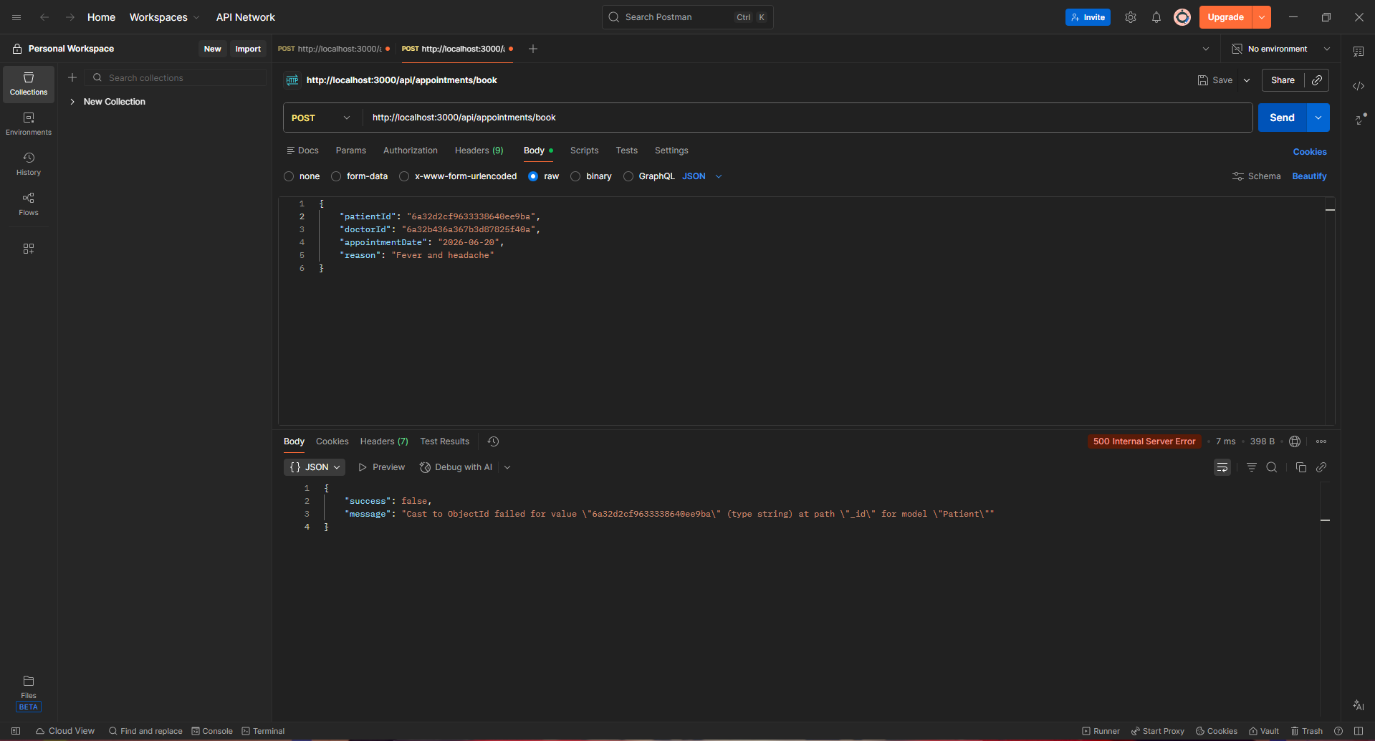 Home Workspaces API Network Search Postman Ctrl K Invite Upgrade
Personal Workspace New Import POST http://localhost:3000/a POST http://localhost:3000/a No environment
Collections
Search collections
New Collection
Environments
History
Flows
HTTP http://localhost:3000/api/appointments/book Save Share
POST http://localhost:3000/api/appointments/book Send
Docs Params Authorization Headers (9) Body Scripts Tests Settings Cookies
none form-data x-www-form-urlencoded raw binary GraphQL JSON Schema Beautify
1 {
2 "patientId": "6a32d2cf9633338640ee9ba",
3 "doctorId": "6a32b436a367b3d87825f40a",
4 "appointmentDate": "2026-06-20",
5 "reason": "Fever and headache"
6 }
Body Cookies Headers (7) Test Results 500 Internal Server Error 7 ms 398 B
{} JSON Preview Debug with AI
1 {
2 "success": false,
3 "message": "Cast to ObjectId failed for value \"6a32d2cf9633338640ee9ba\" (type string) at path \"_id\" for model \"Patient\""
4 }
Files
BETA
AI
Cloud View Find and replace Console Terminal Runner Start Proxy Cookies Vault Trash